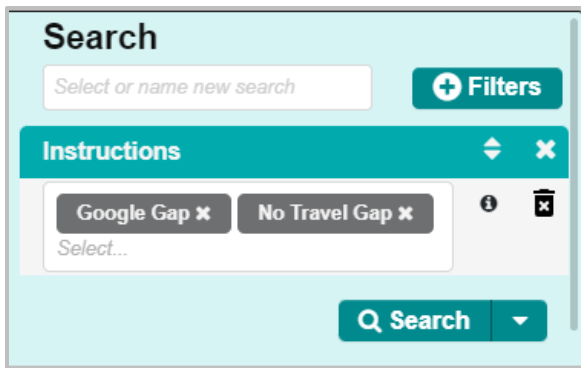 Search
Select or name new search
Filters
Instructions
Google Gap
No Travel Gap
Select...
Search